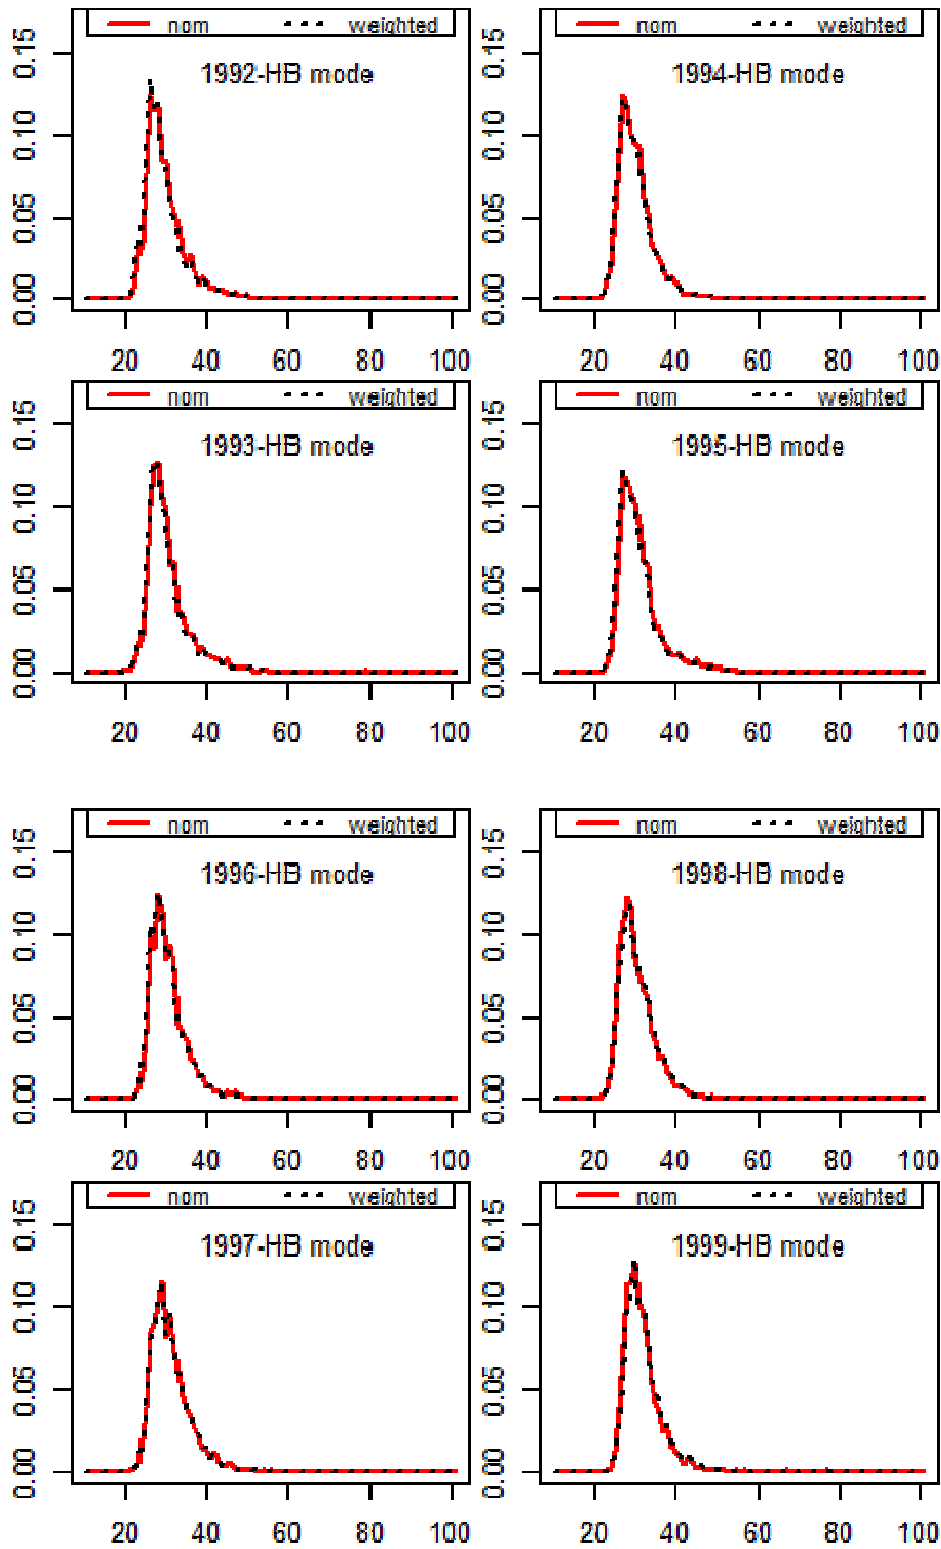 nom weighted
1992-HB mode
0.15
0.10
0.05
0.00
20 40 60 80 100
nom weighted
1994-HB mode
0.15
0.10
0.05
0.00
20 40 60 80 100
nom weighted
1993-HB mode
0.15
0.10
0.05
0.00
20 40 60 80 100
nom weighted
1995-HB mode
0.15
0.10
0.05
0.00
20 40 60 80 100
nom weighted
1996-HB mode
0.15
0.10
0.05
0.00
20 40 60 80 100
nom weighted
1998-HB mode
0.15
0.10
0.05
0.00
20 40 60 80 100
nom weighted
1997-HB mode
0.15
0.10
0.05
0.00
20 40 60 80 100
nom weighted
1999-HB mode
0.15
0.10
0.05
0.00
20 40 60 80 100